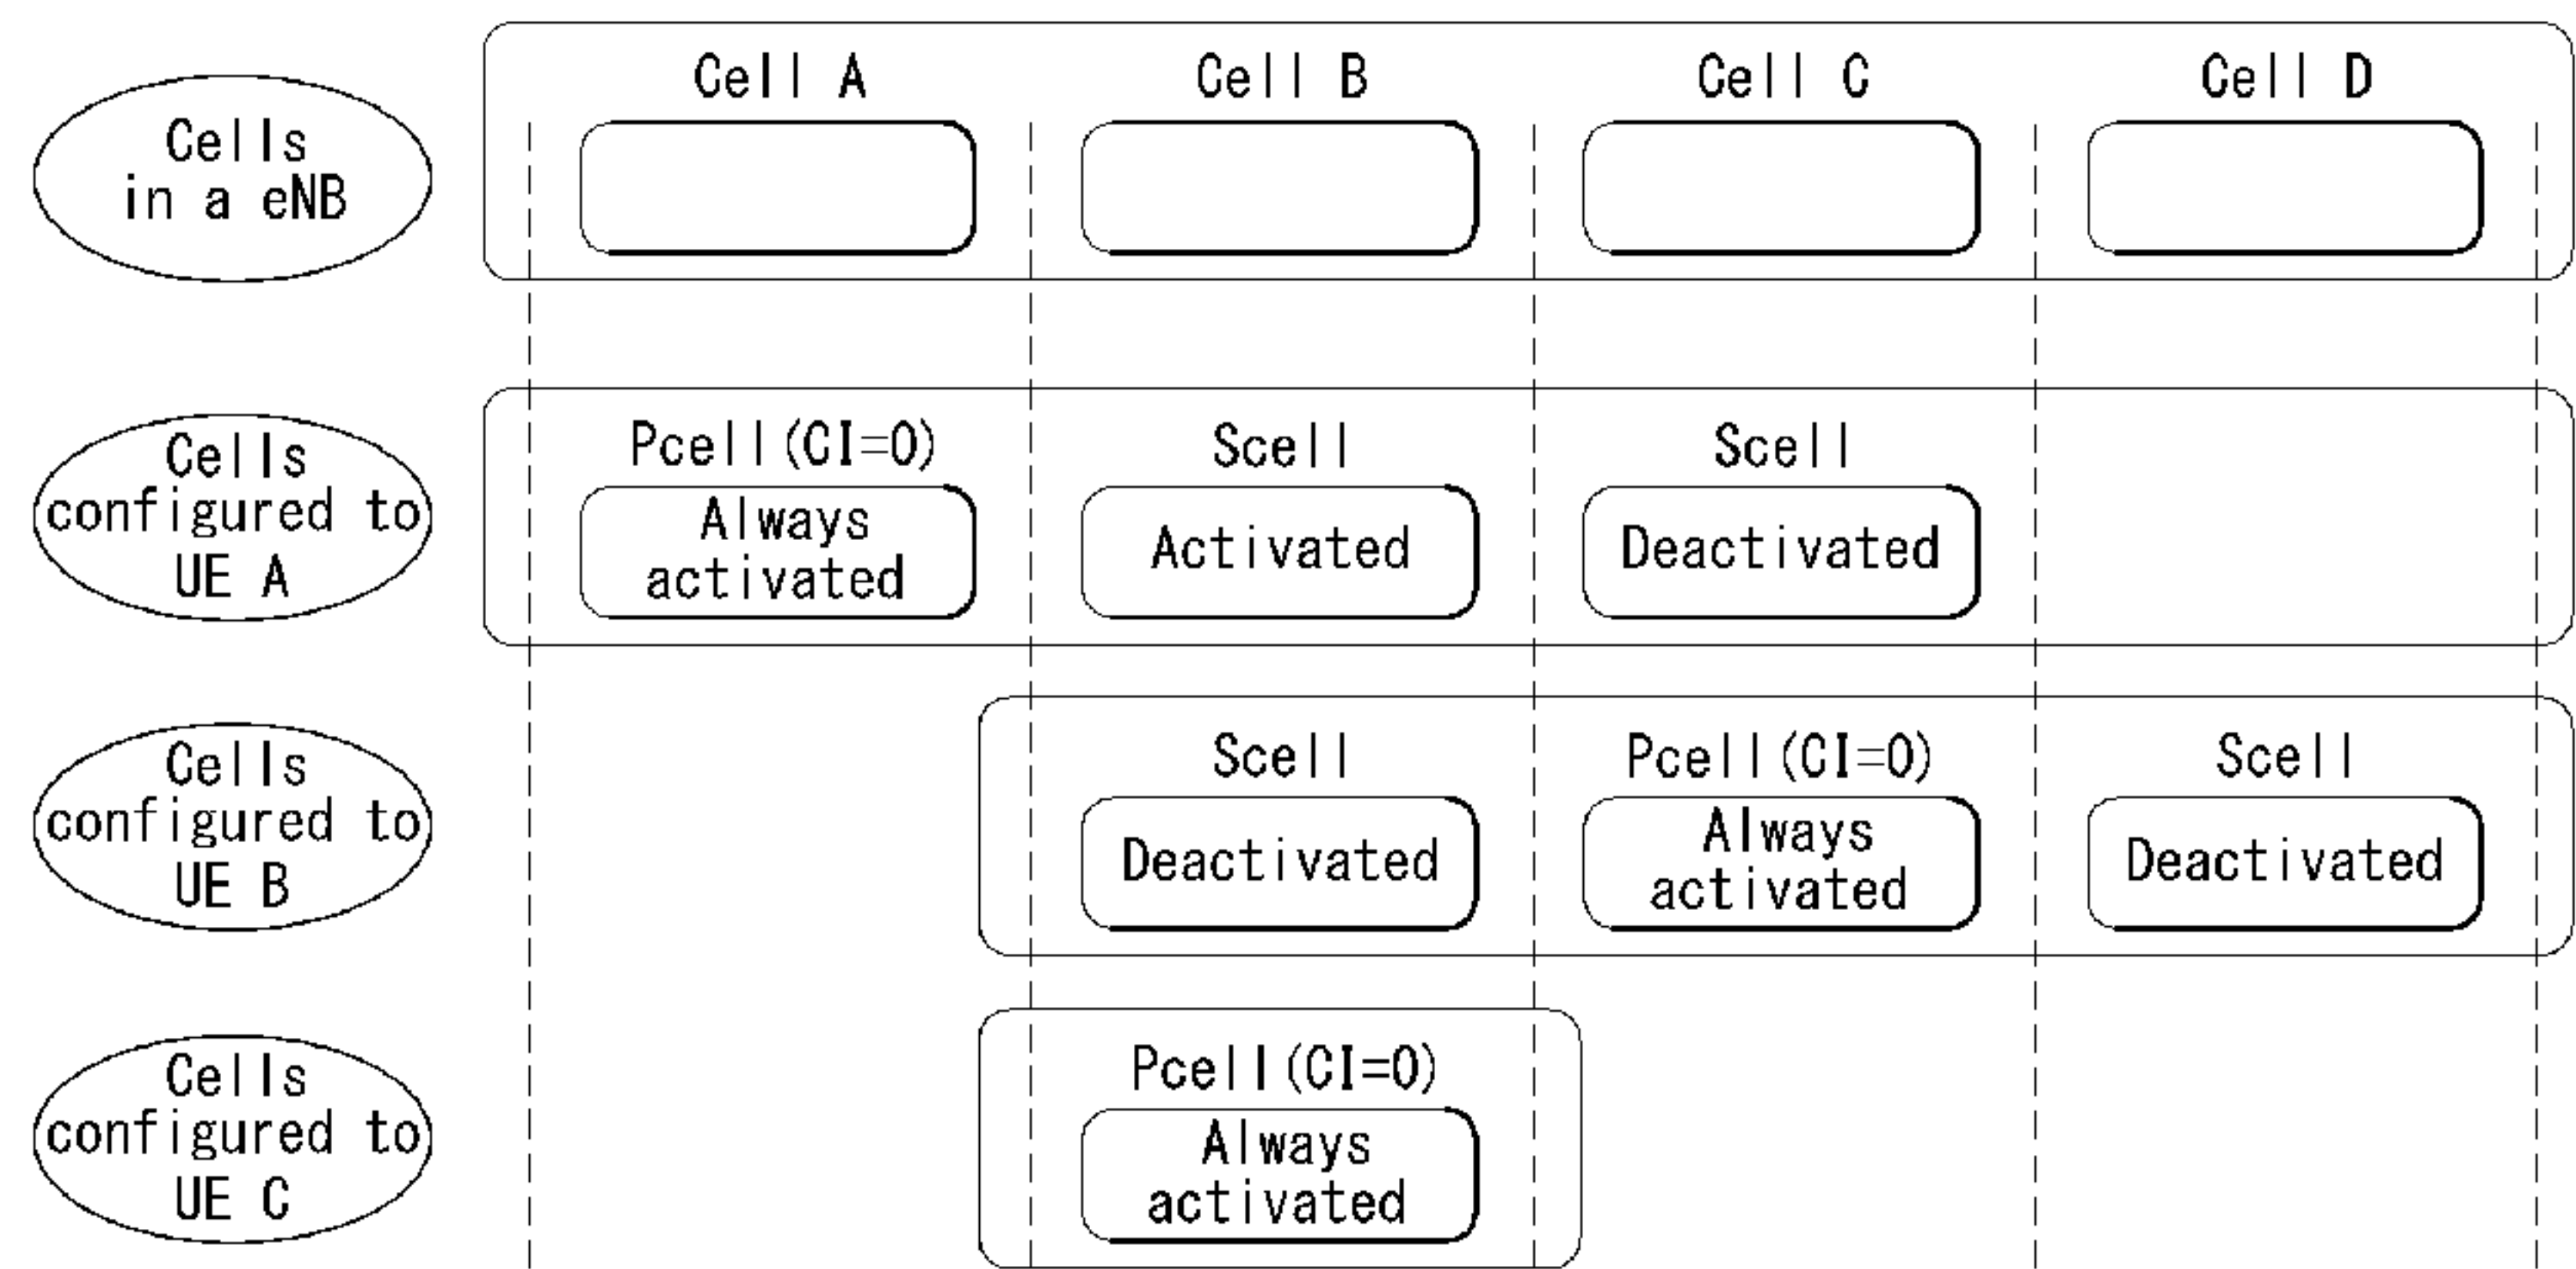 Cells
in a eNB
Cell A
Cell B
Cell C
Cell D
Cells
configured to
UE A
Pcell(CI=0)
Always
activated
Scell
Activated
Scell
Deactivated
Cells
configured to
UE B
Scell
Deactivated
Pcell(CI=0)
Always
activated
Scell
Deactivated
Cells
configured to
UE C
Pcell(CI=0)
Always
activated